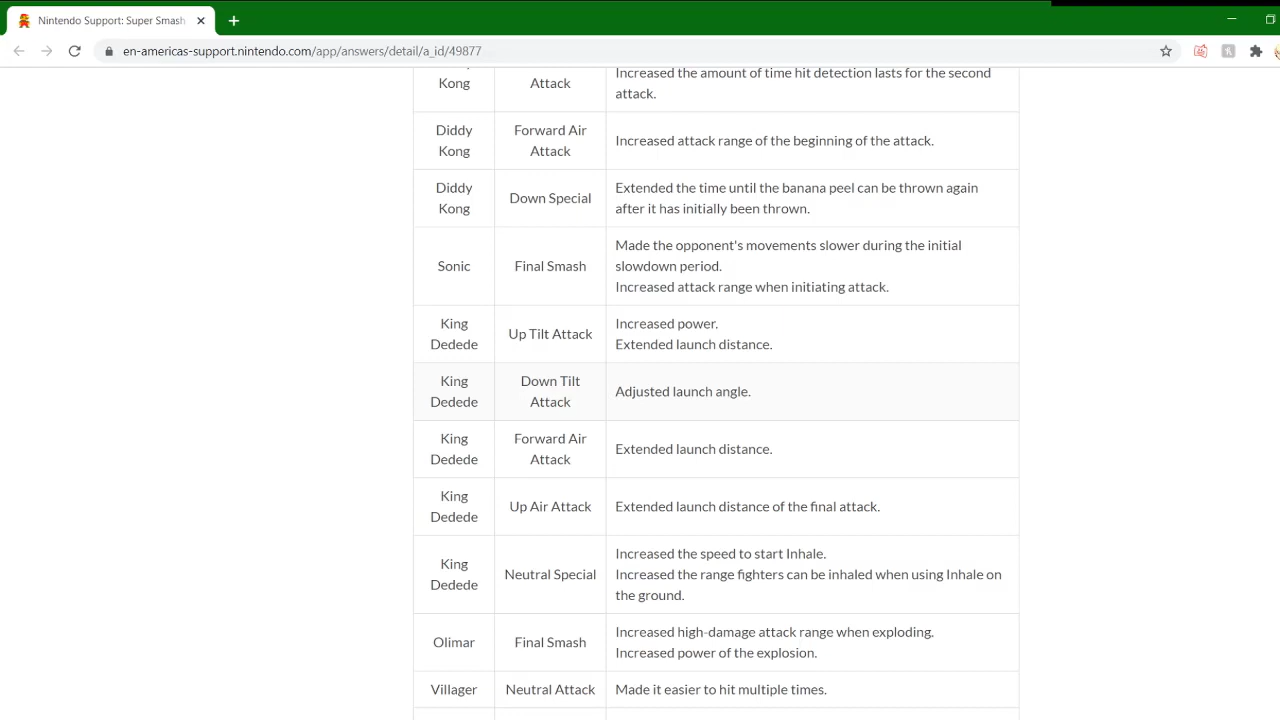 Nintendo Support: Super Smash
en-americas-support.nintendo.com/app/answers/detail/a_id/49877
Kong
Attack
Increased the amount of time hit detection lasts for the second
attack.
Diddy
Kong
Forward Air
Attack
Increased attack range of the beginning of the attack.
Diddy
Kong
Down Special
Extended the time until the banana peel can be thrown again
after it has initially been thrown.
Sonic
Final Smash
Made the opponent's movements slower during the initial
slowdown period.
Increased attack range when initiating attack.
King
Dedede
Up Tilt Attack
Increased power.
Extended launch distance.
King
Dedede
Down Tilt
Attack
Adjusted launch angle.
King
Dedede
Forward Air
Attack
Extended launch distance.
King
Dedede
Up Air Attack
Extended launch distance of the final attack.
King
Dedede
Neutral Special
Increased the speed to start Inhale.
Increased the range fighters can be inhaled when using Inhale on
the ground.
Olimar
Final Smash
Increased high-damage attack range when exploding.
Increased power of the explosion.
Villager
Neutral Attack
Made it easier to hit multiple times.